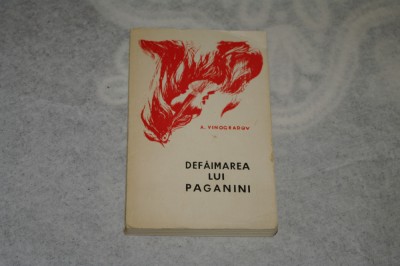 A. VINOGRADOV
DEFĂIMAREA
LUI
PAGANINI